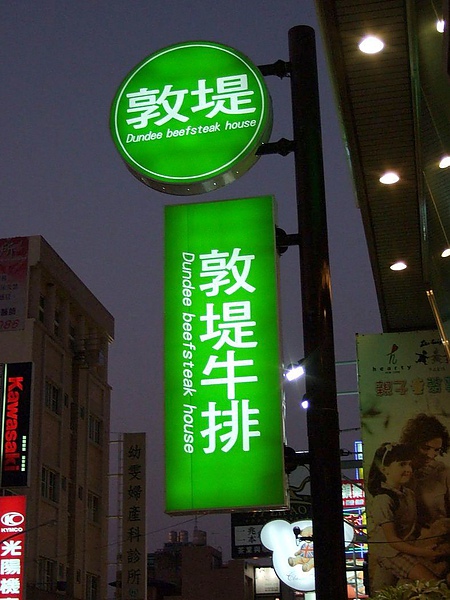 敦堤
Dundee beefsteak house
敦堤牛排
Dundee beefsteak house
Kawasaki
KYMCO
光陽機
幼雯婦產科診所
hearty